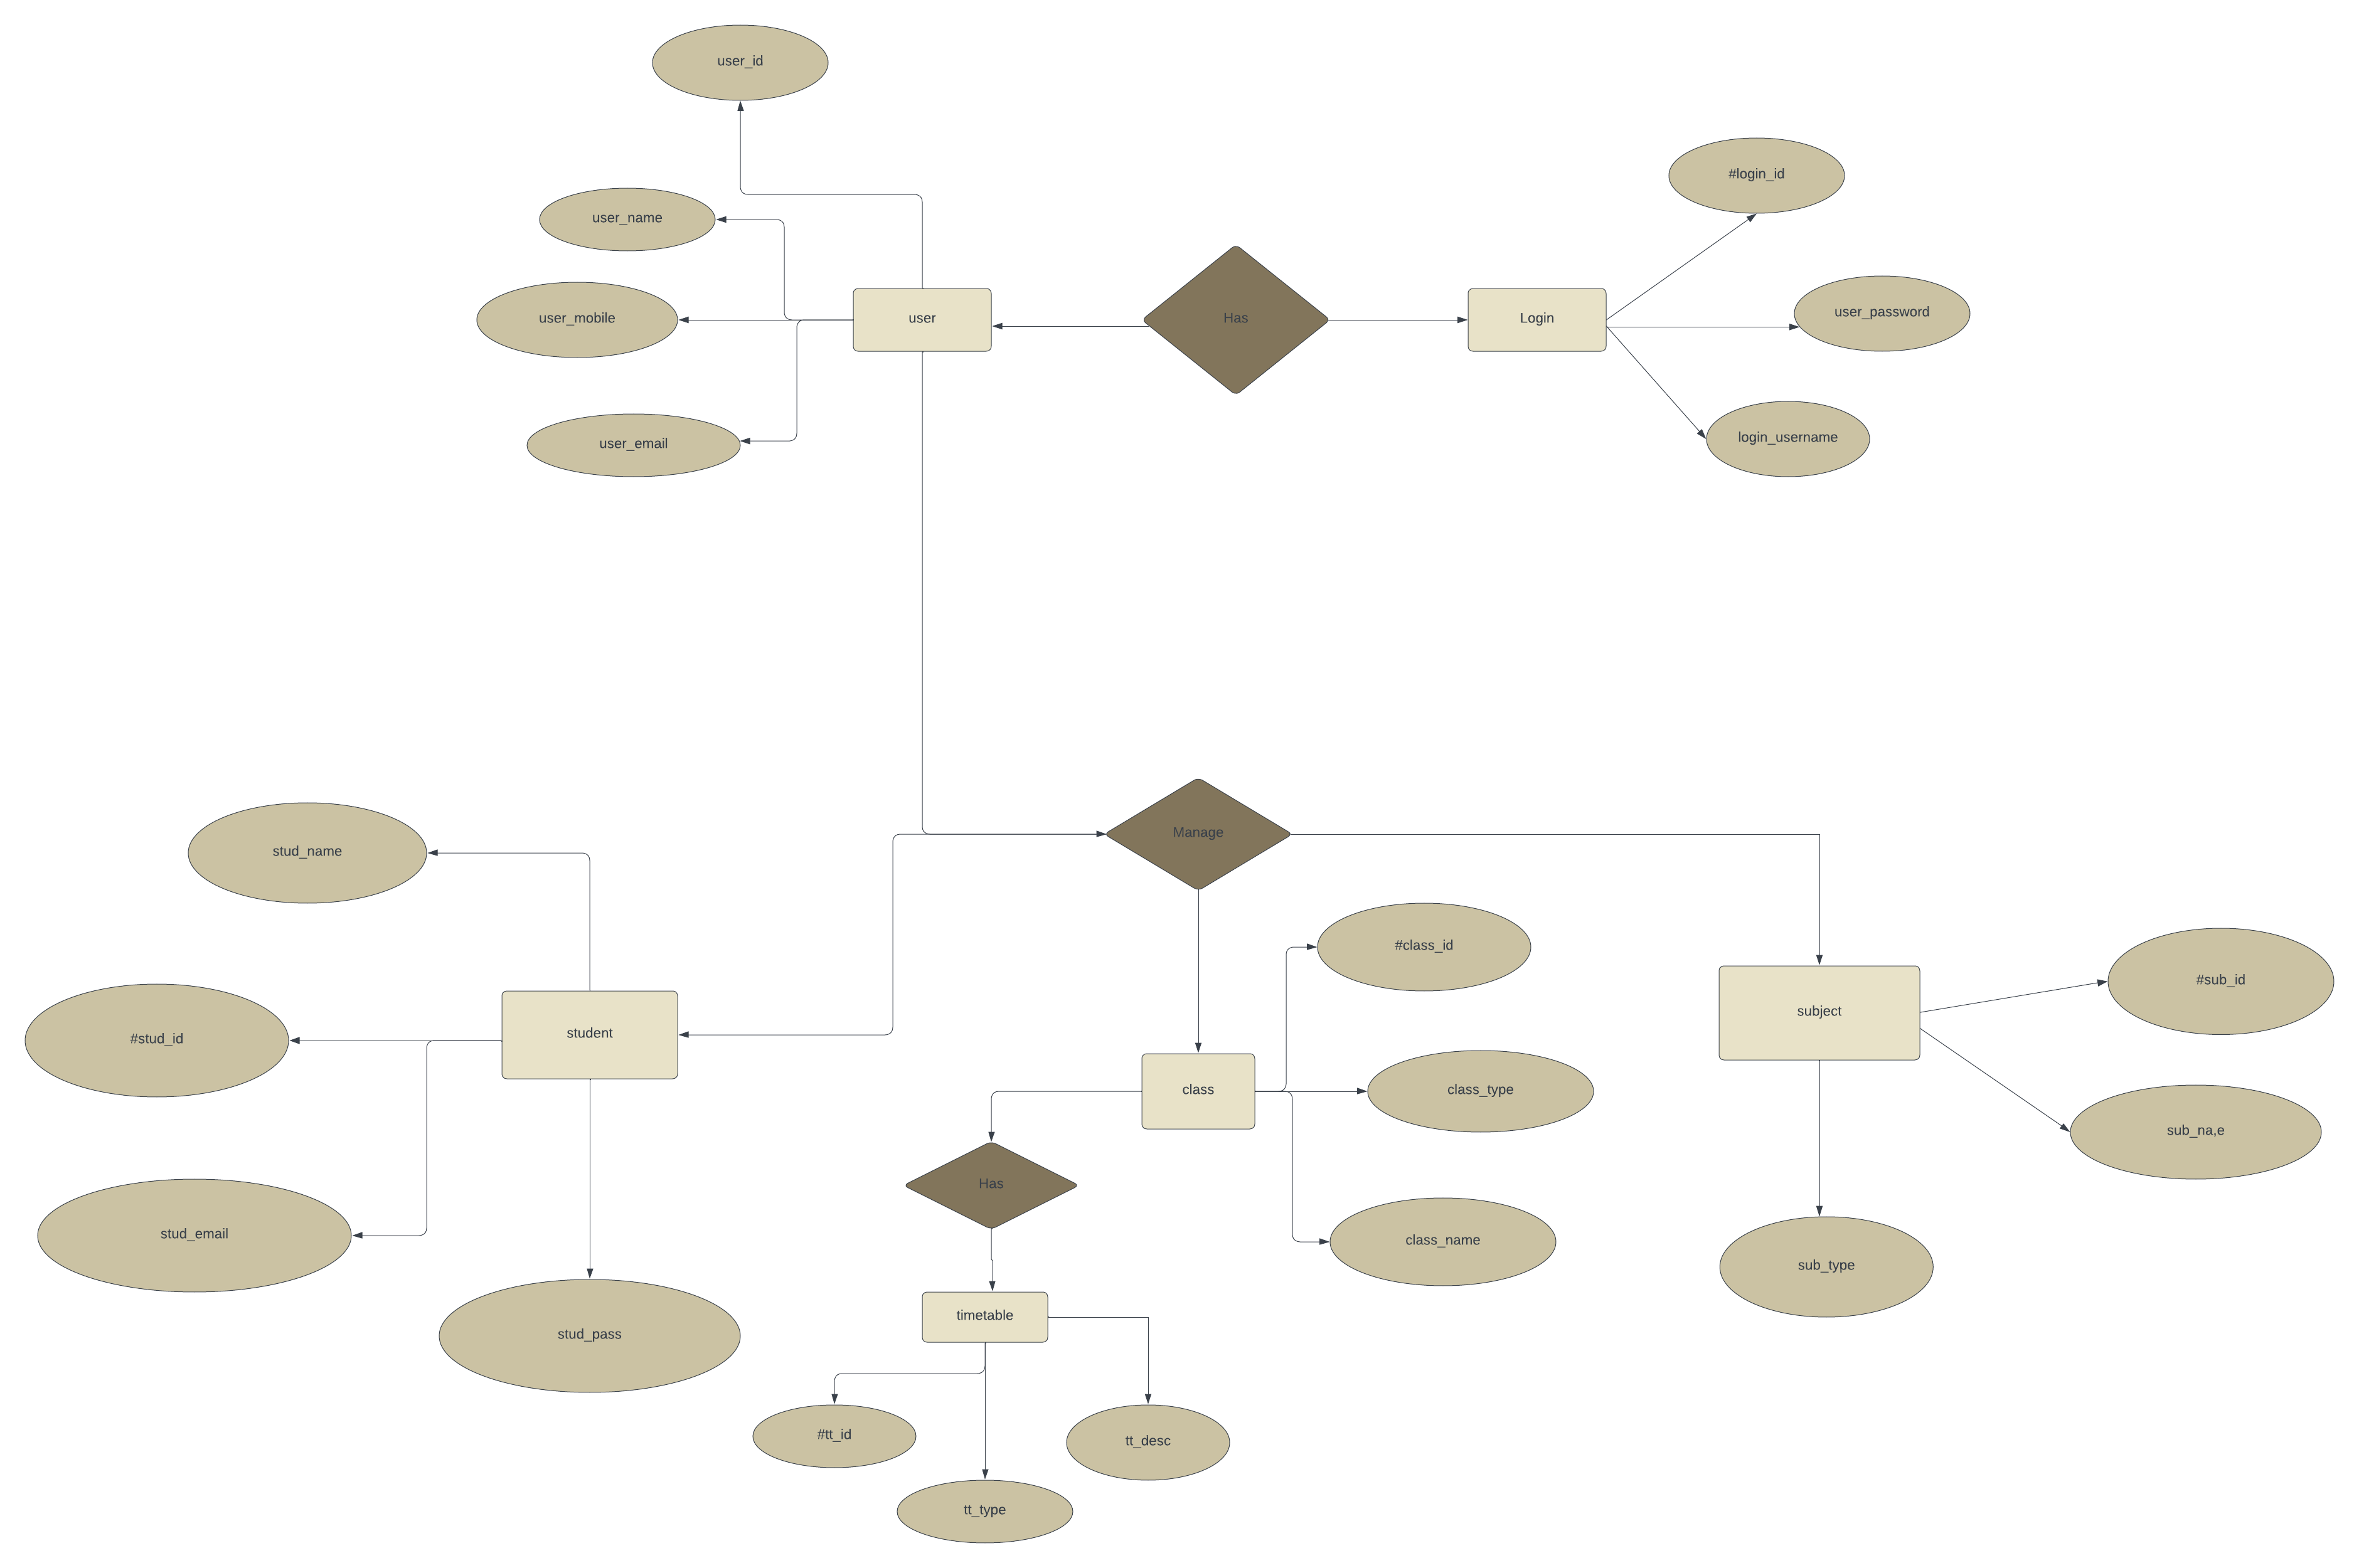 user_id
#login_id
user_name
user_mobile
user
Has
Login
user_password
user_email
login_username
Manage
stud_name
#class_id
#stud_id
student
class
class_type
subject
#sub_id
sub_na,e
Has
stud_email
class_name
sub_type
stud_pass
timetable
#tt_id
tt_desc
tt_type